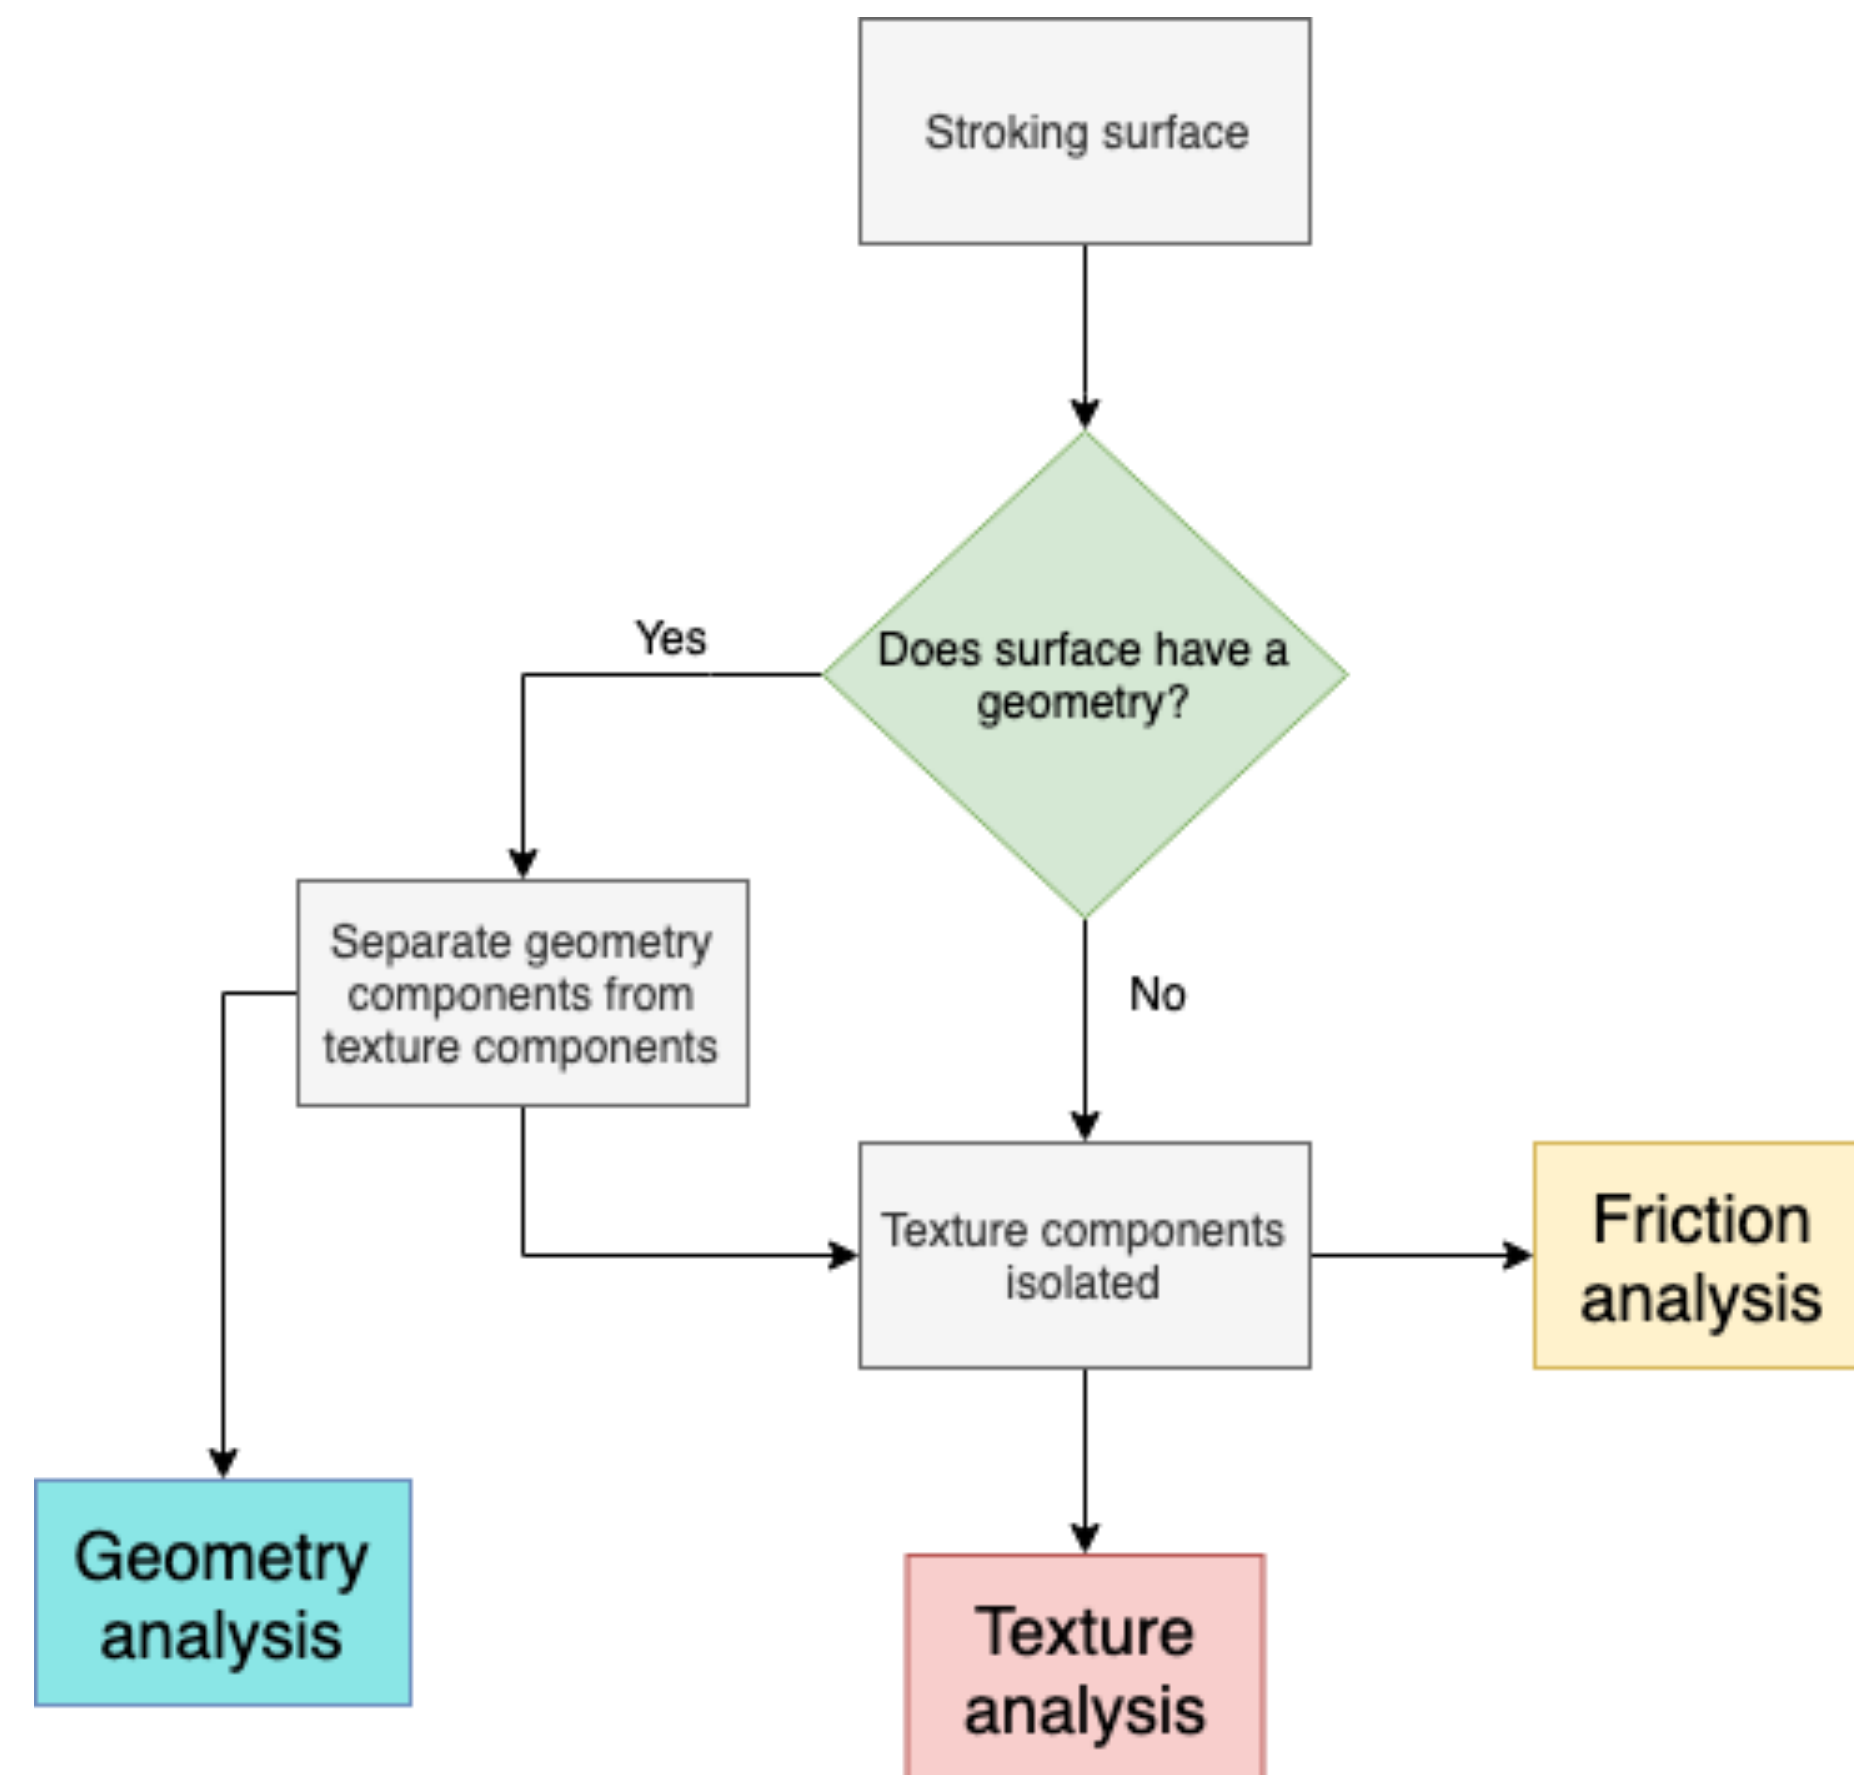 Stroking surface
Does surface have a
geometry?
Yes
No
Separate geometry
components from
texture components
Texture components
isolated
Friction
analysis
Geometry
analysis
Texture
analysis